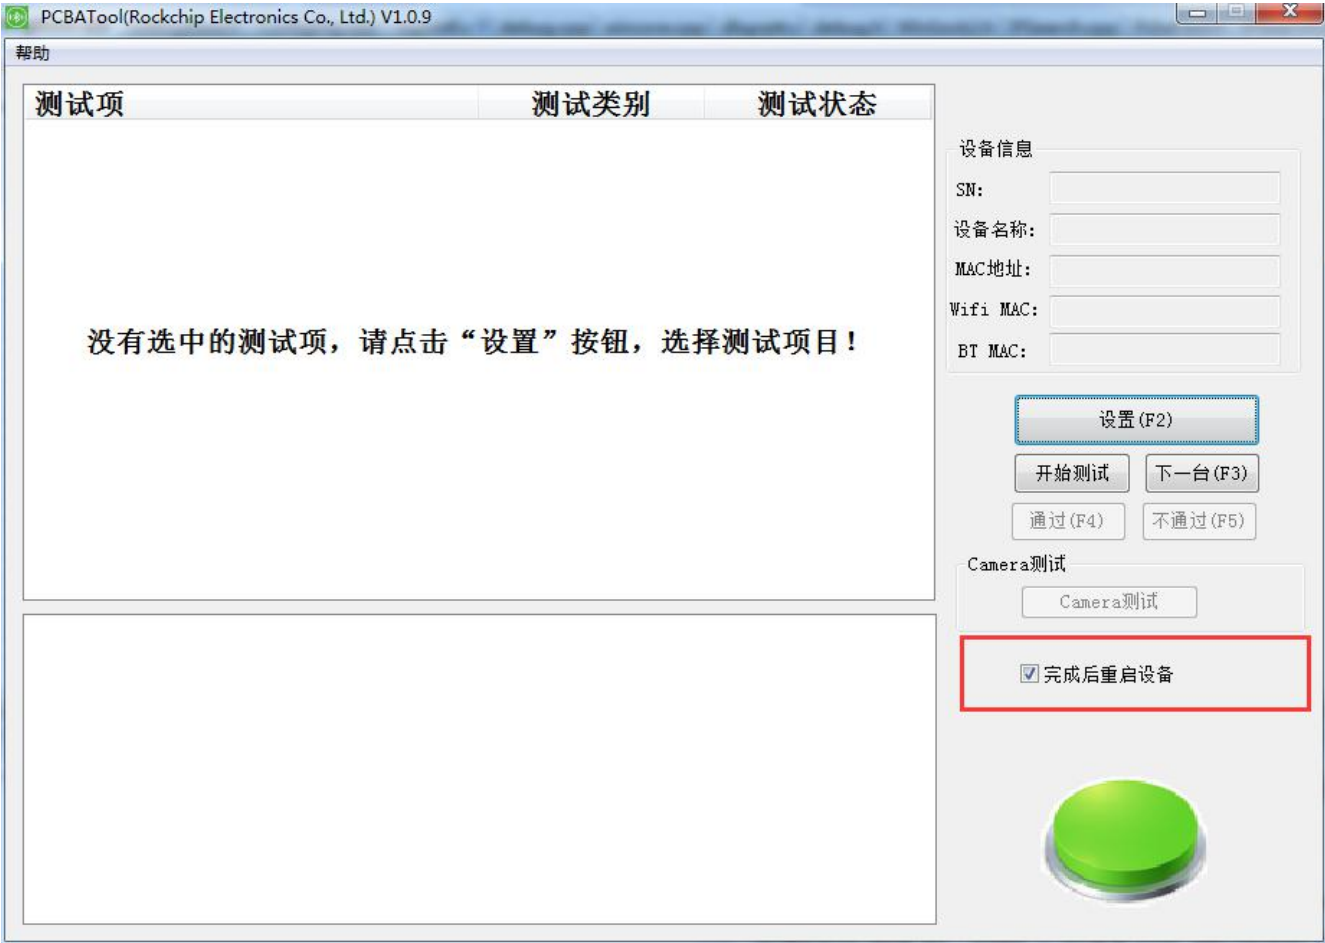 PCBATool(Rockchip Electronics Co., Ltd.) V1.0.9
帮助
测试项 测试类别 测试状态
没有选中的测试项，请点击“设置”按钮，选择测试项目！
设备信息
SN:
设备名称:
MAC地址:
Wifi MAC:
BT MAC:
设置(F2)
开始测试 下一台(F3)
通过(F4) 不通过(F5)
Camera测试
Camera测试
完成后重启设备